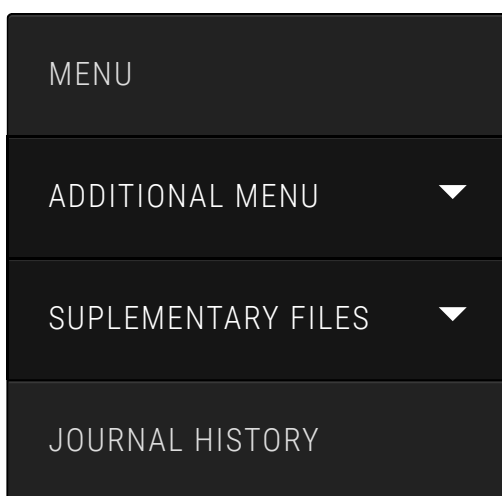 MENU
ADDITIONAL MENU
SUPLEMENTARY FILES
JOURNAL HISTORY